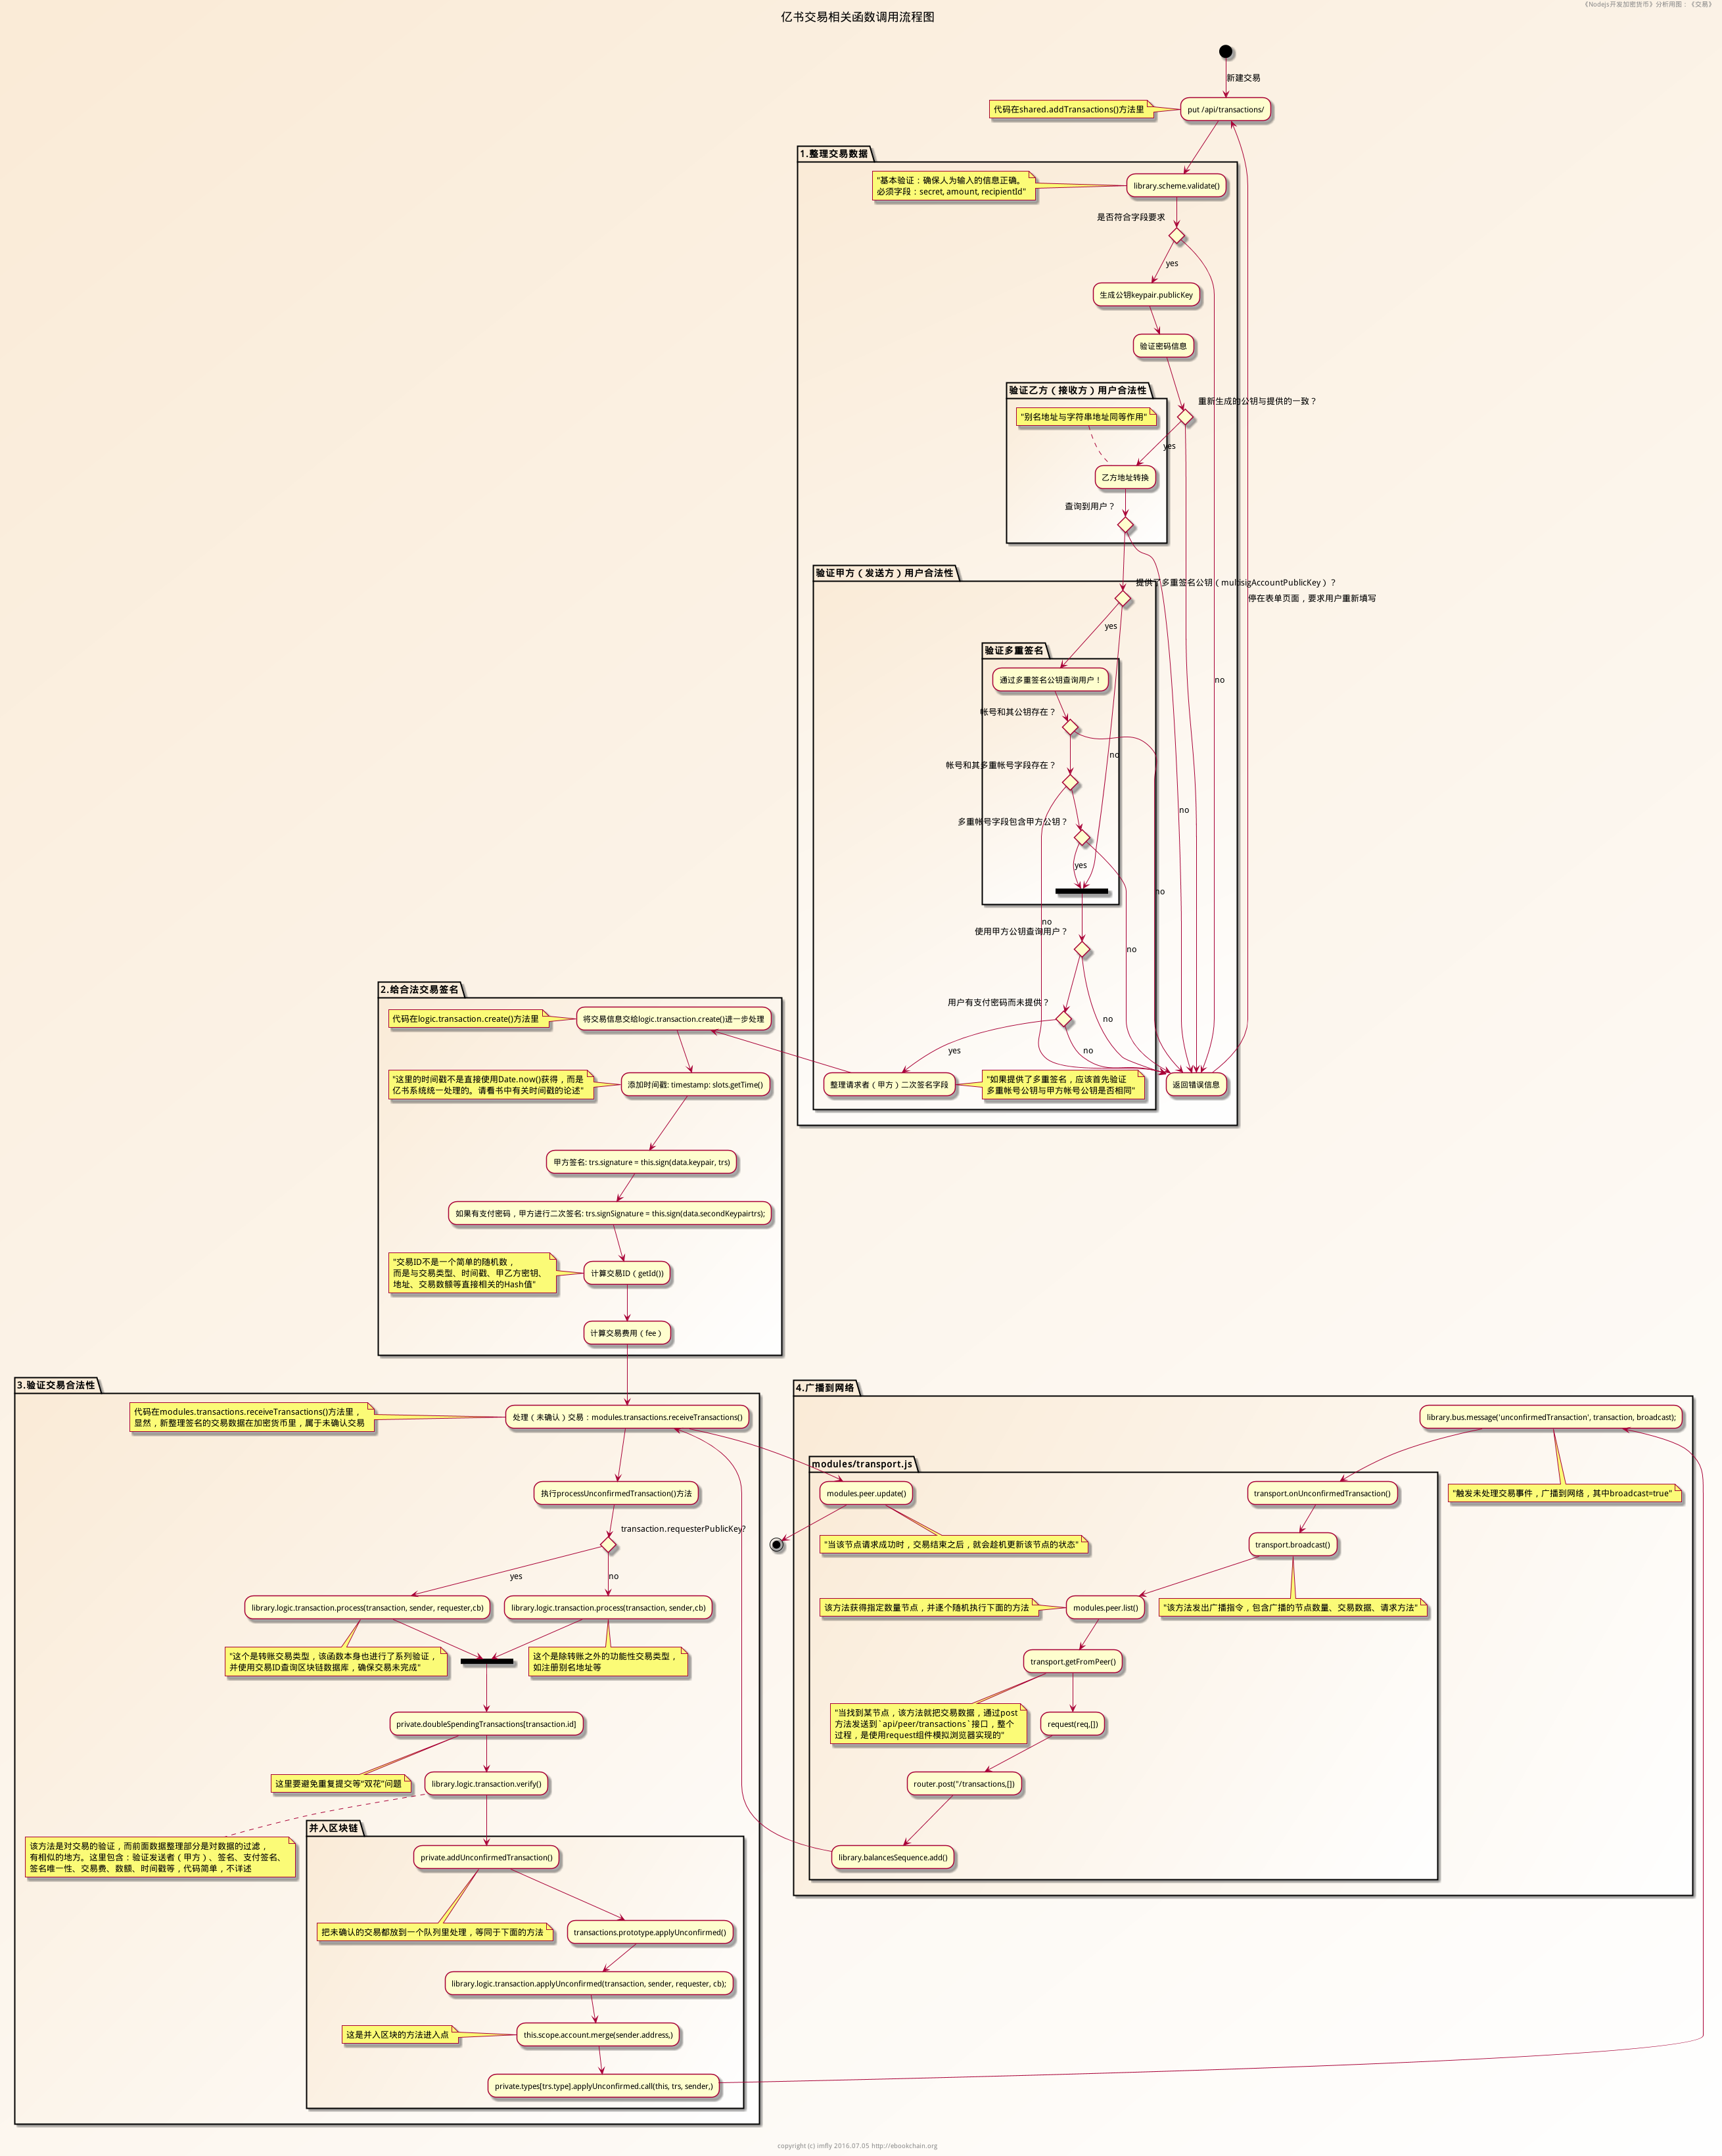 《Nodejs开发加密货币》分析用图：《交易》
亿书交易相关函数调用流程图
新建交易
代码在shared.addTransactions()方法里
put /api/transactions/
1.整理交易数据
"基本验证：确保人为输入的信息正确。
必须字段：secret, amount, recipientId"
library.scheme.validate()
是否符合字段要求
yes
生成公钥keypair.publicKey
验证密码信息
验证乙方（接收方）用户合法性
重新生成的公钥与提供的一致？
"别名地址与字符串地址同等作用"
yes
乙方地址转换
查询到用户？
验证甲方（发送方）用户合法性
提供了多重签名公钥（multisigAccountPublicKey）？
停在表单页面，要求用户重新填写
yes
验证多重签名
通过多重签名公钥查询用户！
no
帐号和其公钥存在？
no
帐号和其多重帐号字段存在？
no
多重帐号字段包含甲方公钥？
yes
no
no
使用甲方公钥查询用户？
no
2.给合法交易签名
用户有支付密码而未提供？
代码在logic.transaction.create()方法里
将交易信息交给logic.transaction.create()进一步处理
no
yes
no
"这里的时间戳不是直接使用Date.now()获得，而是
亿书系统统一处理的。请看书中有关时间戳的论述"
添加时间戳: timestamp: slots.getTime()
整理请求者（甲方）二次签名字段
"如果提供了多重签名，应该首先验证
多重帐号公钥与甲方帐号公钥是否相同"
返回错误信息
甲方签名: trs.signature = this.sign(data.keypair, trs)
如果有支付密码，甲方进行二次签名: trs.signSignature = this.sign(data.secondKeypairtrs);
"交易ID不是一个简单的随机数，
而是与交易类型、时间戳、甲乙方密钥、
地址、交易数额等直接相关的Hash值"
计算交易ID（getId())
计算交易费用（fee）
3.验证交易合法性
4.广播到网络
代码在modules.transactions.receiveTransactions()方法里，
显然，新整理签名的交易数据在加密货币里，属于未确认交易
处理（未确认）交易：modules.transactions.receiveTransactions()
library.bus.message('unconfirmedTransaction', transaction, broadcast);
modules/transport.js
执行processUnconfirmedTransaction()方法
modules.peer.update()
transport.onUnconfirmedTransaction()
"触发未处理交易事件，广播到网络，其中broadcast=true"
transaction.requesterPublicKey?
"当该节点请求成功时，交易结束之后，就会趁机更新该节点的状态"
transport.broadcast()
yes
no
library.logic.transaction.process(transaction, sender, requester,cb)
library.logic.transaction.process(transaction, sender,cb)
该方法获得指定数量节点，并逐个随机执行下面的方法
modules.peer.list()
"该方法发出广播指令，包含广播的节点数量、交易数据、请求方法"
"这个是转账交易类型，该函数本身也进行了系列验证，
并使用交易ID查询区块链数据库，确保交易未完成"
这个是除转账之外的功能性交易类型，
如注册别名地址等
transport.getFromPeer()
private.doubleSpendingTransactions[transaction.id]
"当找到某节点，该方法就把交易数据，通过post
方法发送到`api/peer/transactions`接口，整个
过程，是使用request组件模拟浏览器实现的"
request(req,[])
这里要避免重复提交等“双花”问题
library.logic.transaction.verify()
router.post("/transactions,[])
并入区块链
该方法是对交易的验证，而前面数据整理部分是对数据的过滤，
有相似的地方。这里包含：验证发送者（甲方）、签名、支付签名、
签名唯一性、交易费、数额、时间戳等，代码简单，不详述
private.addUnconfirmedTransaction()
library.balancesSequence.add()
把未确认的交易都放到一个队列里处理，等同于下面的方法
transactions.prototype.applyUnconfirmed()
library.logic.transaction.applyUnconfirmed(transaction, sender, requester, cb);
这是并入区块的方法进入点
this.scope.account.merge(sender.address,)
private.types[trs.type].applyUnconfirmed.call(this, trs, sender,)
copyright (c) imfly 2016.07.05 http://ebookchain.org